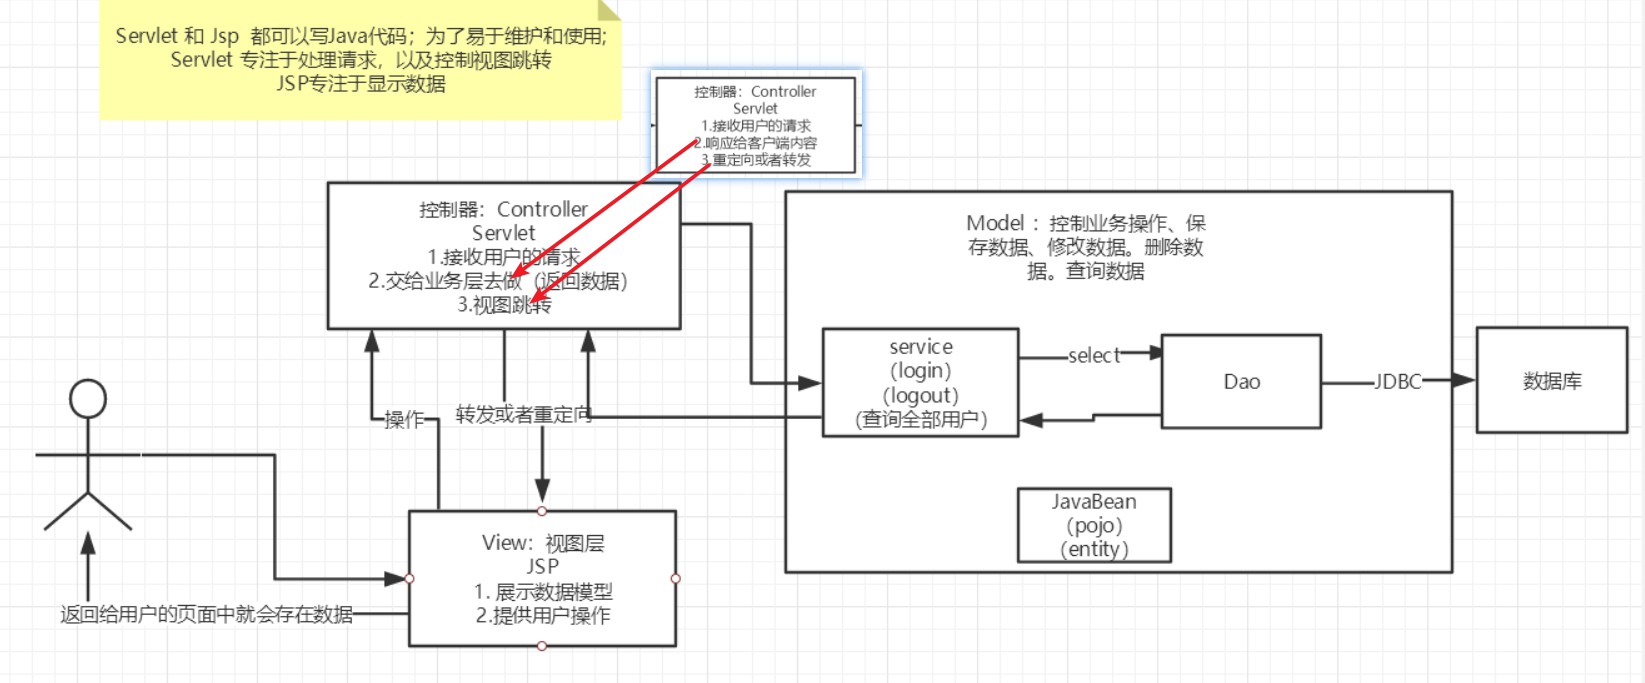 Servlet 和 Jsp 都可以写Java代码；为了易于维护和使用;
Servlet 专注于处理请求，以及控制视图跳转
JSP专注于显示数据
控制器：Controller
Servlet
1.接收用户的请求
2.响应给客户端内容
3.重定向或者转发
控制器：Controller
Servlet
1.接收用户的请求
2.交给业务层去做（返回数据）
3.视图跳转
Model ：控制业务操作、保
存数据、修改数据。删除数
据。查询数据
service
（login）
（logout）
（查询全部用户）
select
Dao
JDBC
数据库
操作
转发或者重定向
JavaBean
（pojo）
（entity）
View：视图层
JSP
1. 展示数据模型
2.提供用户操作
返回给用户的页面中就会存在数据